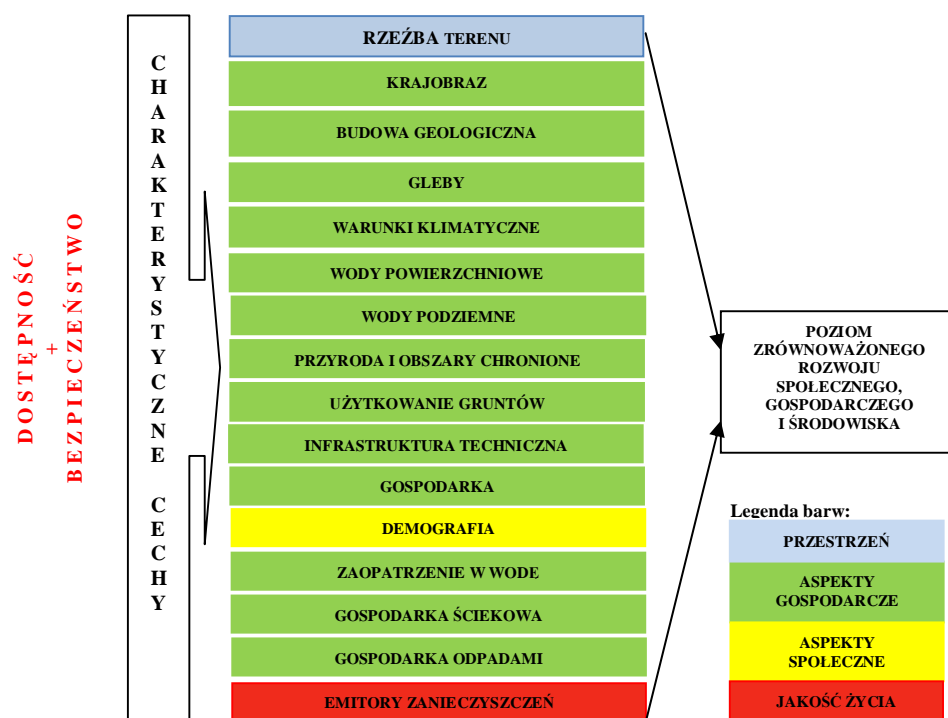 DOSTĘPNOŚĆ
+
BEZPIECZEŃSTWO
CHARAKTERYSTYCZNE CECHY
RZEŹBA TERENU
KRAJOBRAZ
BUDOWA GEOLOGICZNA
GLEBY
WARUNKI KLIMATYCZNE
WODY POWIERZCHNIOWE
WODY PODZIEMNE
PRZYRODA I OBSZARY CHRONIONE
UŻYTKOWANIE GRUNTÓW
INFRASTRUKTURA TECHNICZNA
GOSPODARKA
DEMOGRAFIA
ZAOPATRZENIE W WODE
GOSPODARKA ŚCIEKOWA
GOSPODARKA ODPADAMI
EMITORY ZANIECZYSZCZEŃ
POZIOM
ZRÓWNOWAŻONEGO
ROZWOJU
SPOŁECZNEGO,
GOSPODARCZEGO
I ŚRODOWISKA
Legenda barw:
PRZESTRZEŃ
ASPEKTY
GOSPODARCZE
ASPEKTY
SPOŁECZNE
JAKOŚĆ ŻYCIA